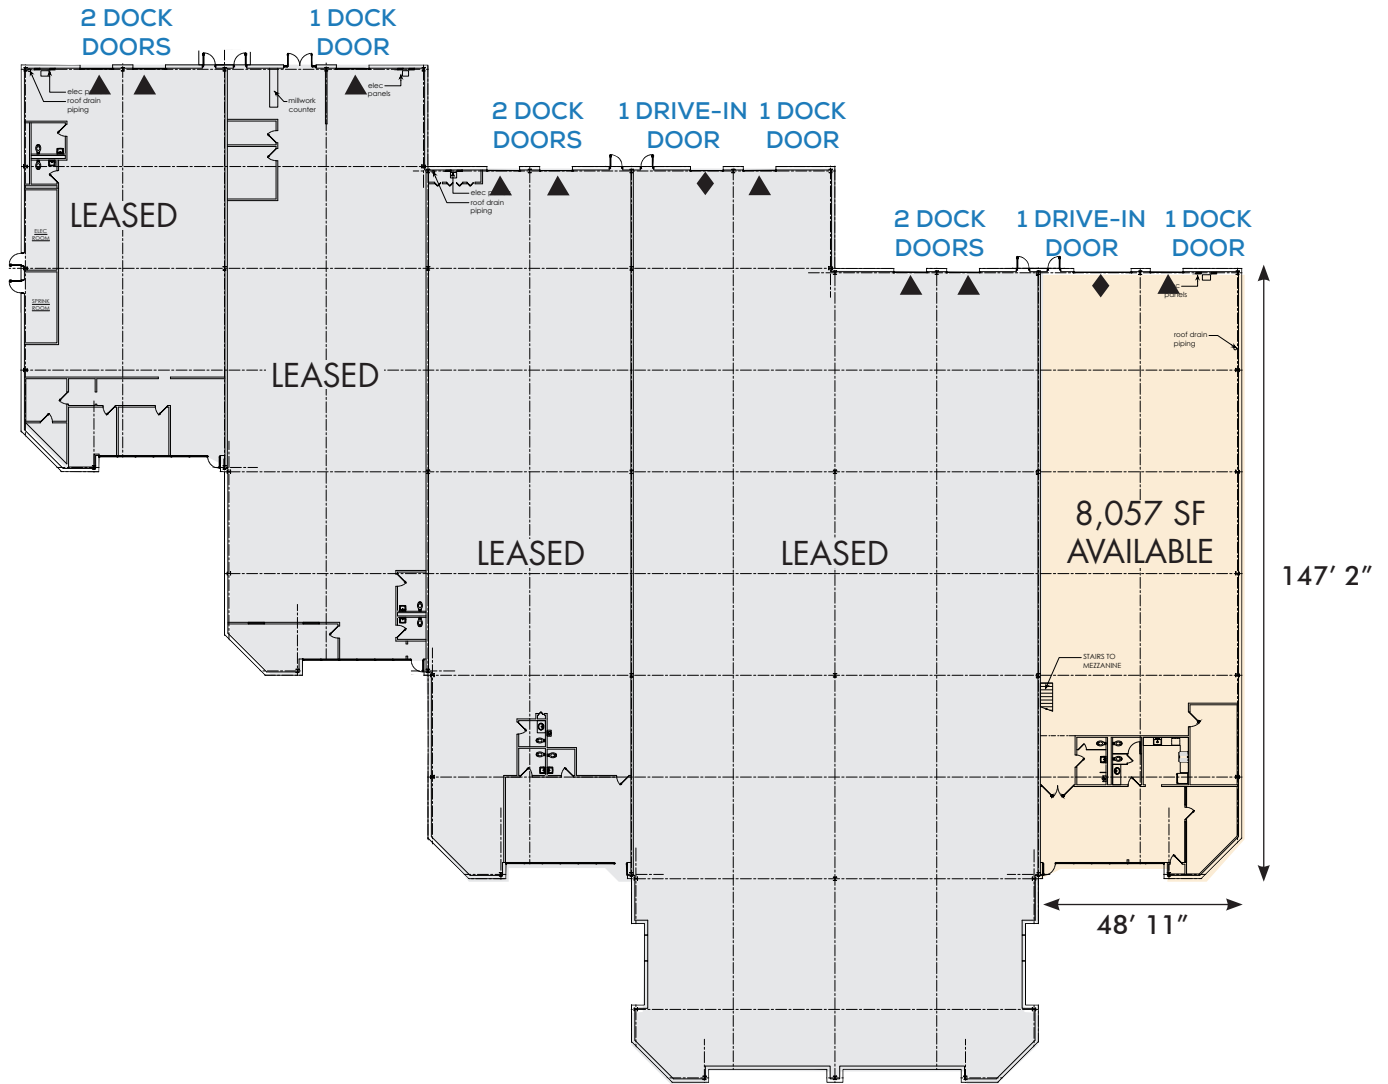 2 DOCK
DOORS
1 DOCK
DOOR
elec p
roof drain
piping
millwork
counter
elec
panels
2 DOCK
DOORS
1 DRIVE-IN
DOOR
1 DOCK
DOOR
elec p
roof drain
piping
LEASED
ELEC
ROOM
SPRINK
ROOM
2 DOCK
DOORS
1 DRIVE-IN
DOOR
1 DOCK
DOOR
panels
roof drain
piping
LEASED
8,057 SF
AVAILABLE
LEASED
LEASED
147' 2"
STAIRS TO
MEZZANINE
48' 11"